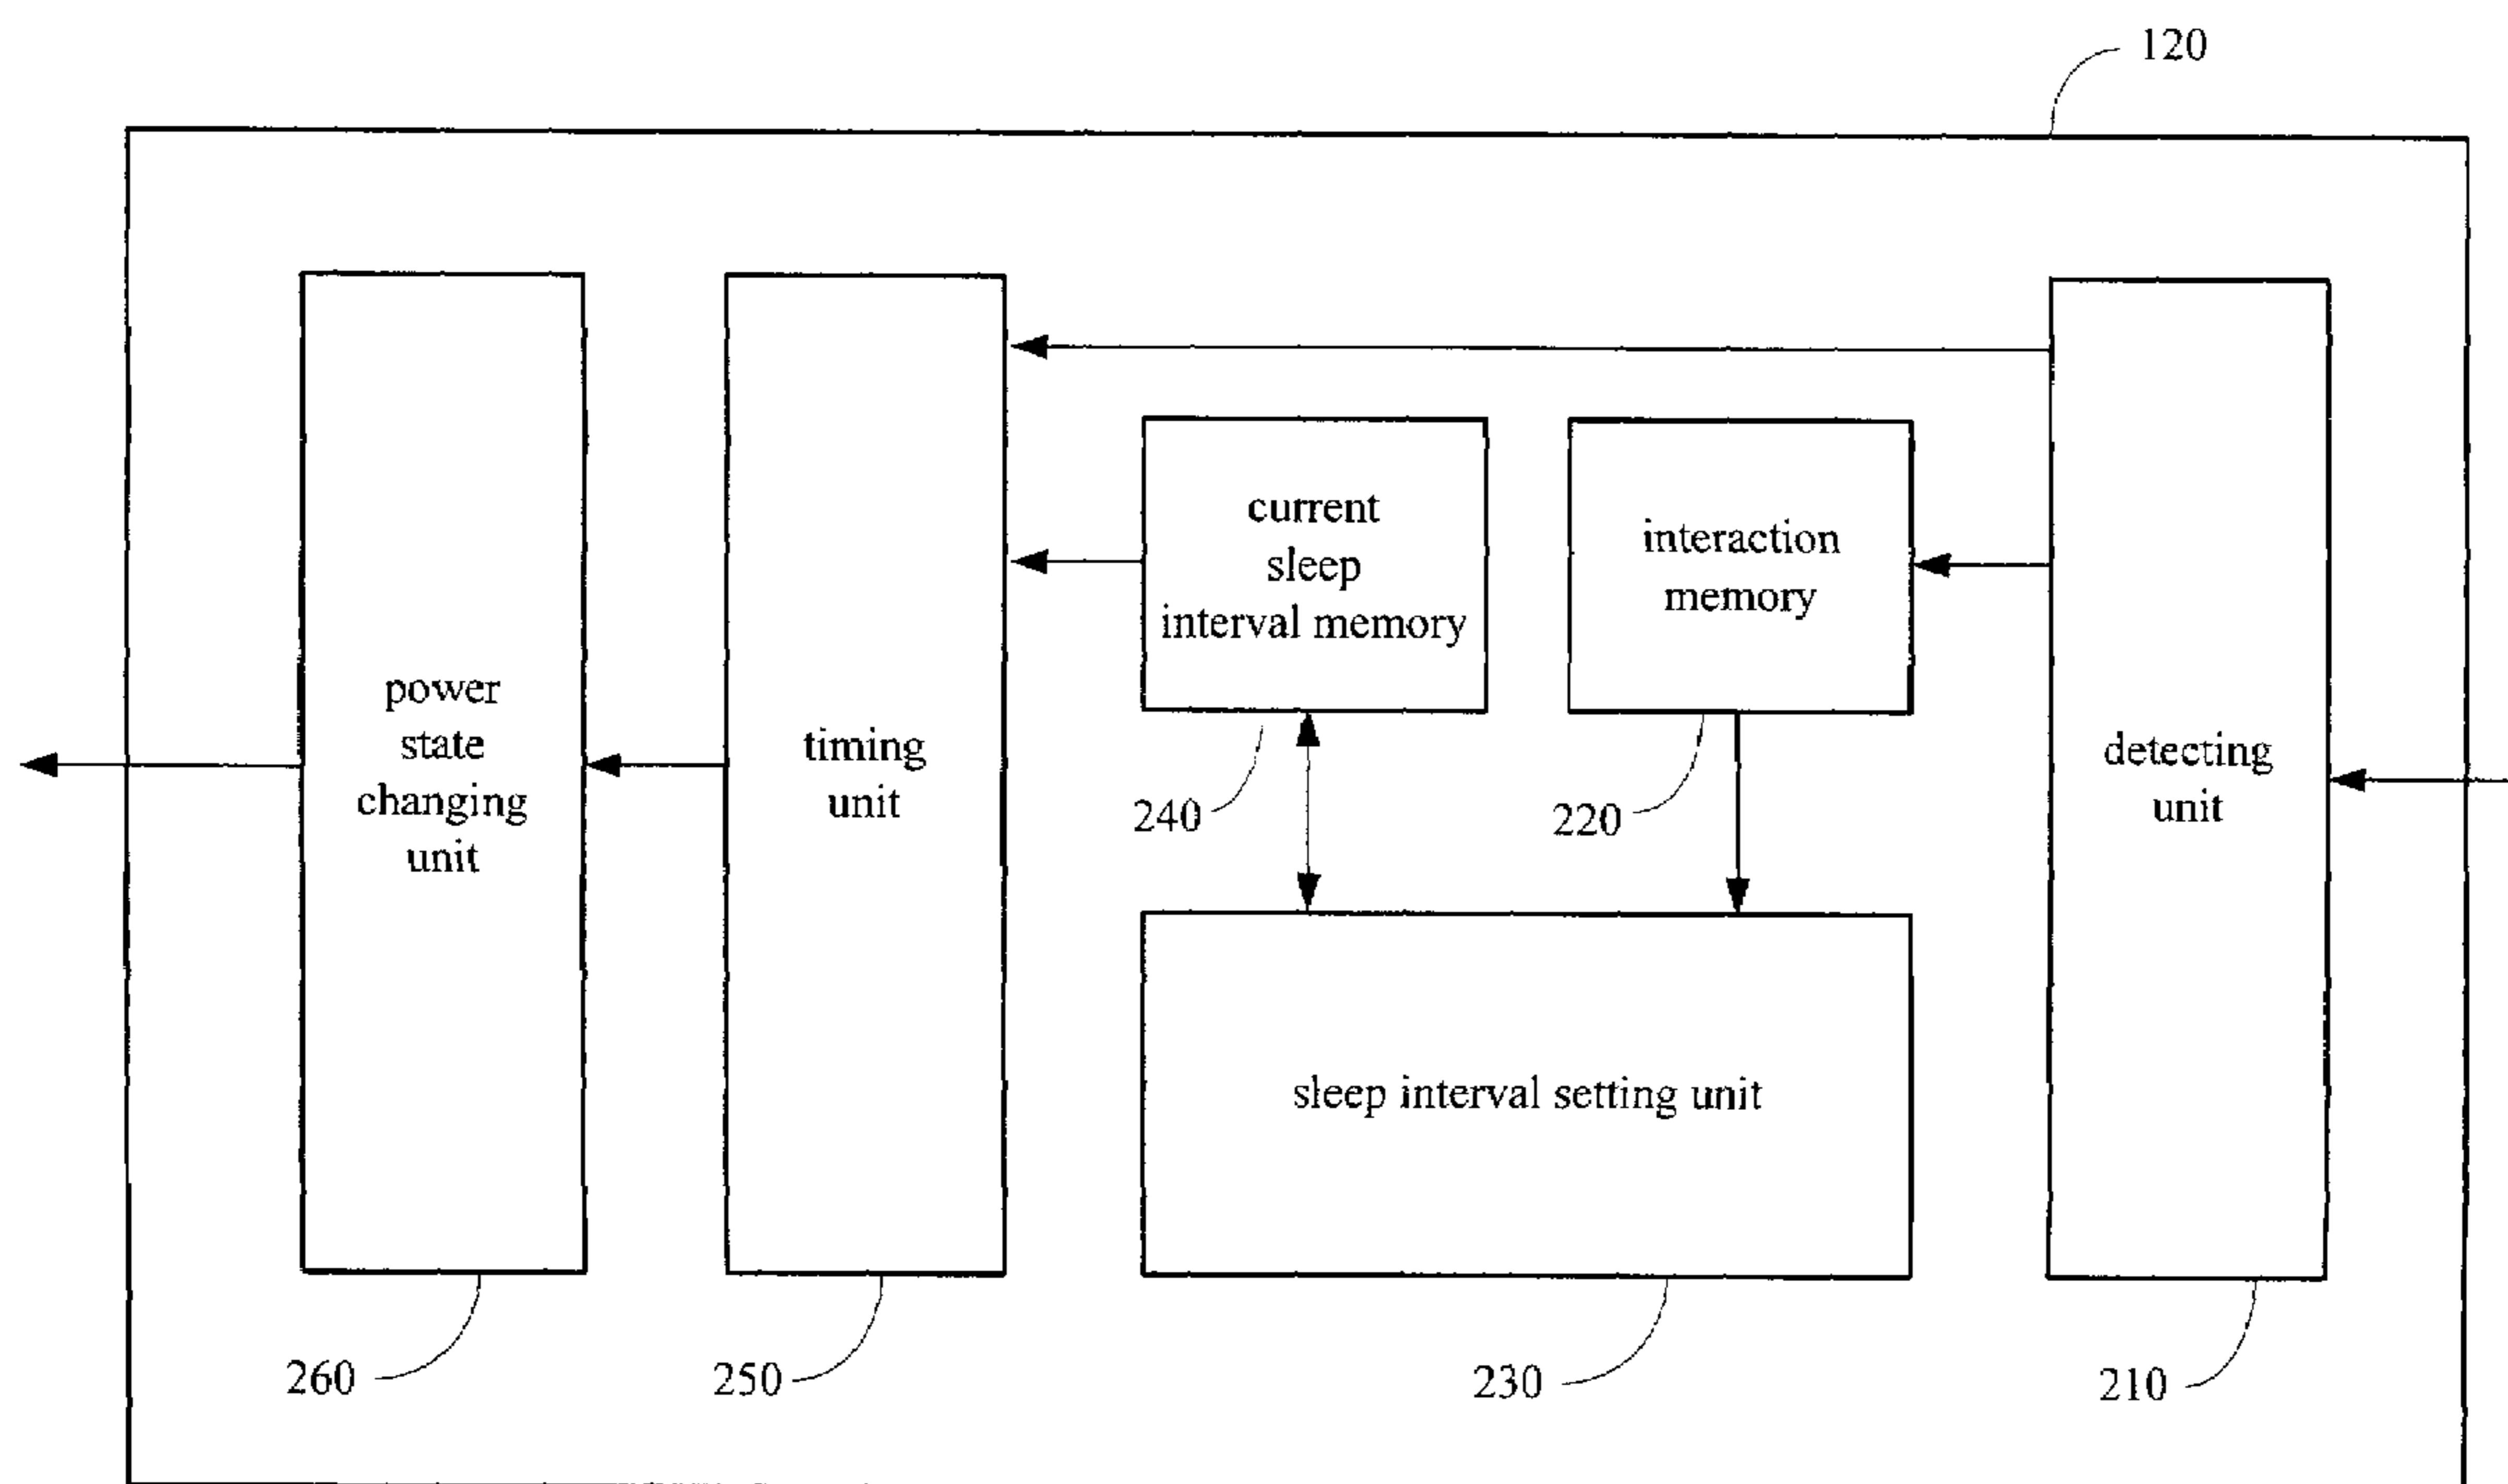 120
current
sleep
interval memory
interaction
memory
power
state
changing
unit
timing
unit
detecting
unit
240
220
sleep interval setting unit
260
250
230
210